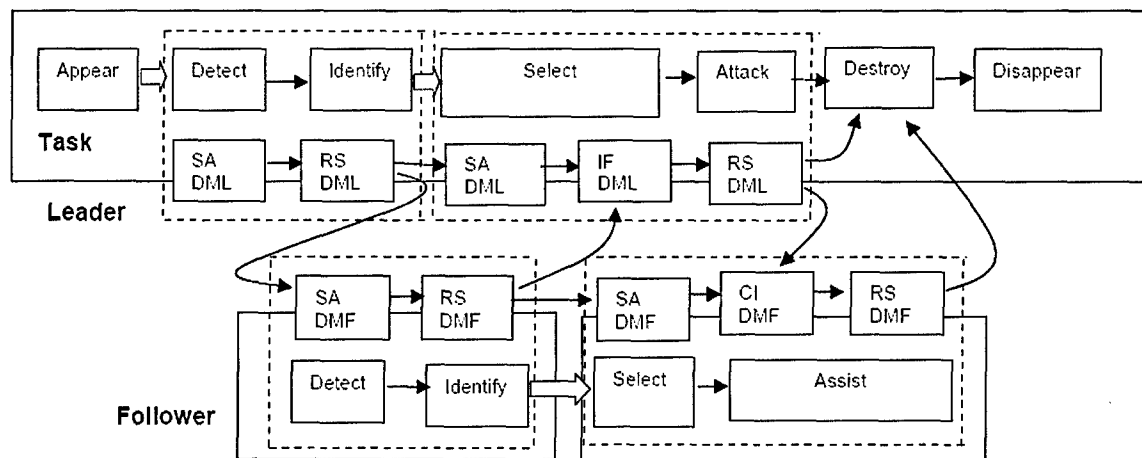 Appear
Detect
Identify
Select
Attack
Destroy
Disappear
Task
SA
DML
RS
DML
SA
DML
IF
DML
RS
DML
Leader
SA
DMF
RS
DMF
SA
DMF
CI
DMF
RS
DMF
Detect
Identify
Select
Assist
Follower